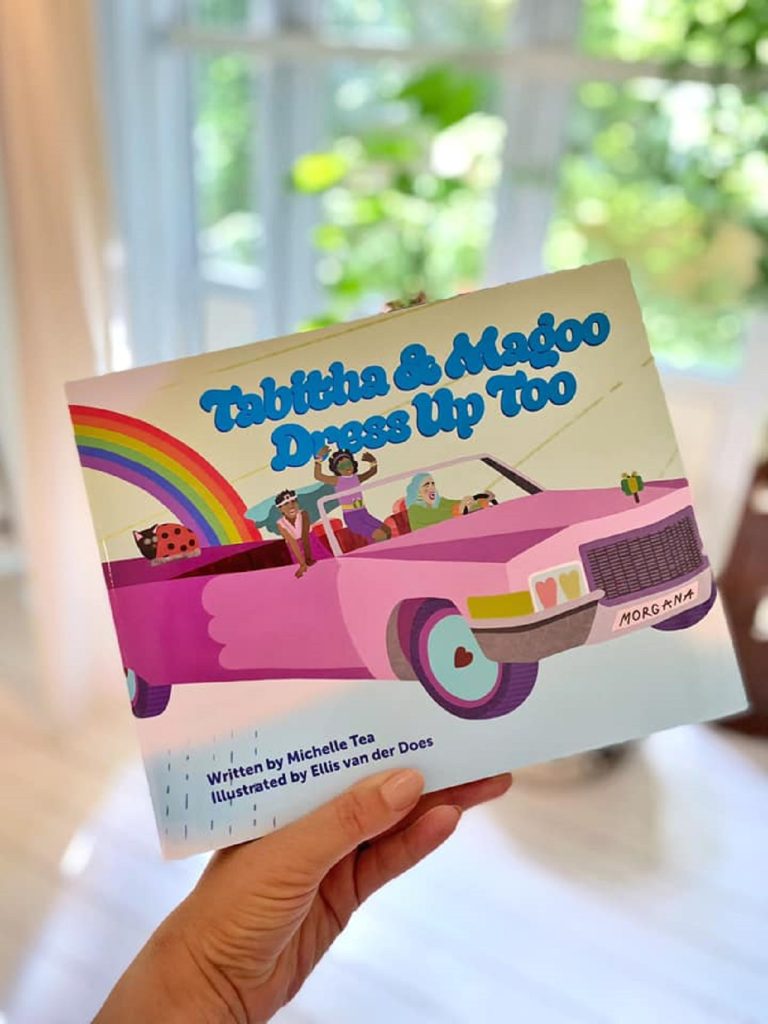 Tabitha & Magoo
Dress Up Too
MORGANA
Written by Michelle Tea
Illustrated by Ellis van der Does